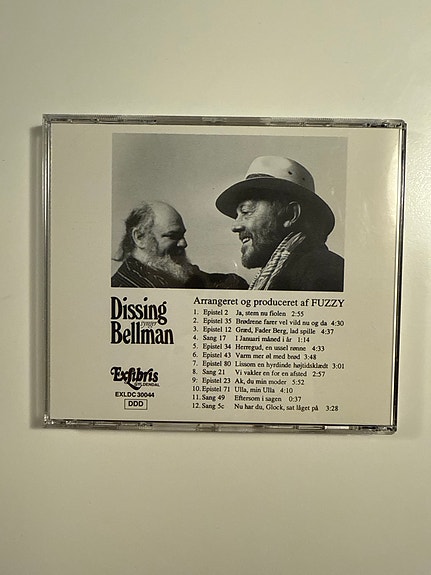 Arrangeret og produceret af FUZZY
1. Epistel 2 Ja, stem nu fiolen 2:55
2. Epistel 35 Brødrene farer vel vild nu og da 4:30
3. Epistel 12 Græd, Fader Berg, lad spille 4:37
4. Sang 17 I Januari måned i år 1:14
5. Epistel 34 Herregud, en ussel rønne 4:33
6. Epistel 43 Varm mer øl med brød 3:48
7. Epistel 80 Lissom en hyrdinde højtidsklædt 3:01
8. Sang 21 Vi vakler en for en afsted 2:57
9. Epistel 23 Ak, du min moder 5:52
10. Epistel 71 Ulla, min Ulla 4:10
11. Sang 49 Eftersom i sagen 0:37
12. Sang 5c Nu har du, Glock, sat låget på 3:28
Dissing
synger
Bellman
Exlibris
GYLDENDAL
EXLDC 30044
DDD